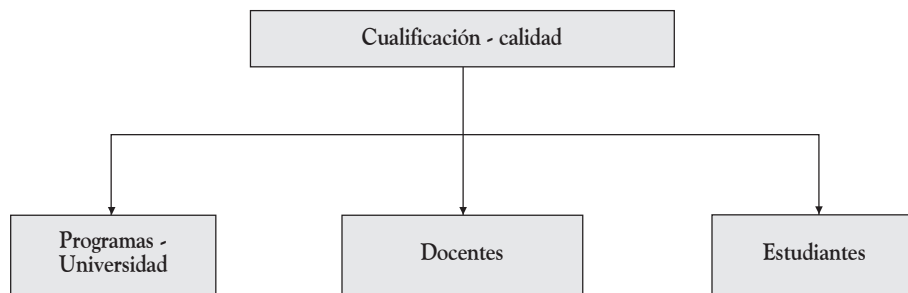 Cualificación - calidad
Programas -
Universidad
Docentes
Estudiantes